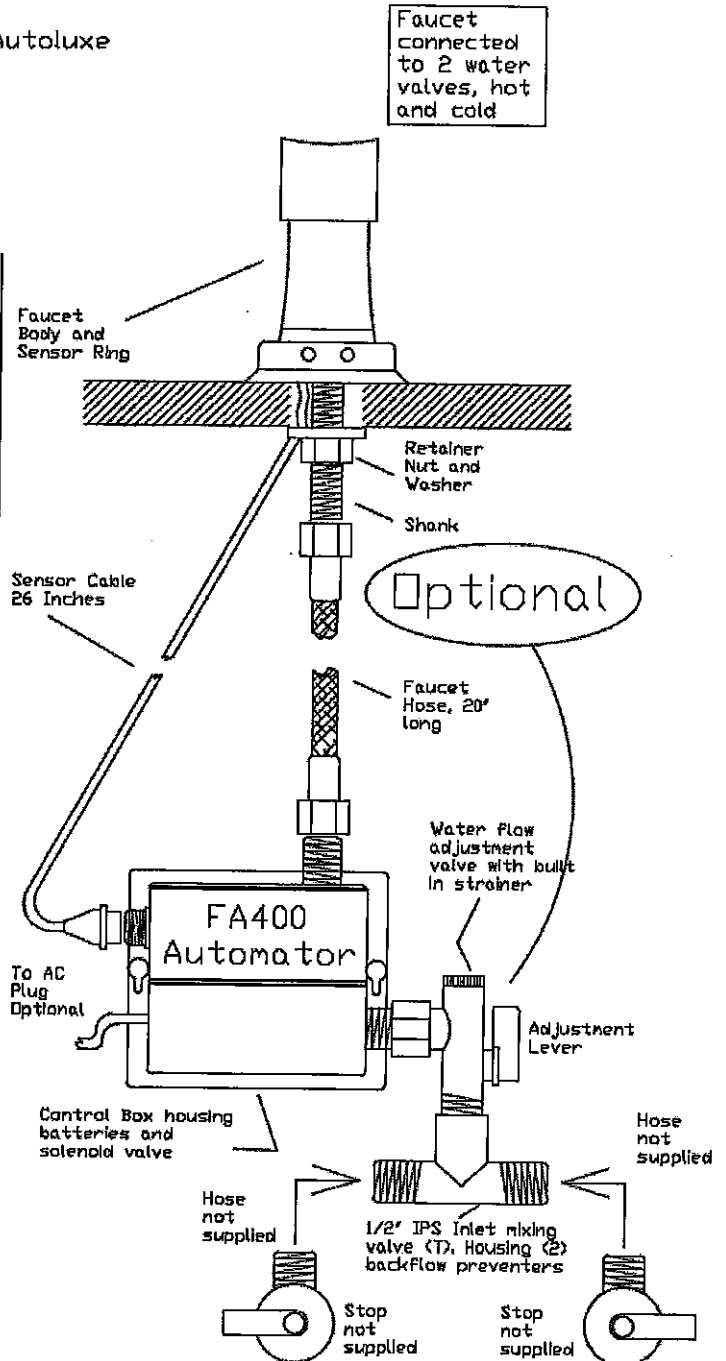 Autoluxe
Faucet
connected
to 2 water
valves, hot
and cold
Faucet
Body and
Sensor Ring
Retainer
Nut and
Washer
Shank
Optional
Sensor Cable
26 Inches
Faucet
Hose, 20"
long
Water flow
adjustment
valve with built
in strainer
FA400
Automator
To AC
Plug
Optional
Adjustment
Lever
Control Box housing
batteries and
solenoid valve
Hose
not
supplied
Hose
not
supplied
1/2" IPS Inlet mixing
valve (T). Housing (2)
backflow preventers
Stop
not
supplied
Stop
not
supplied